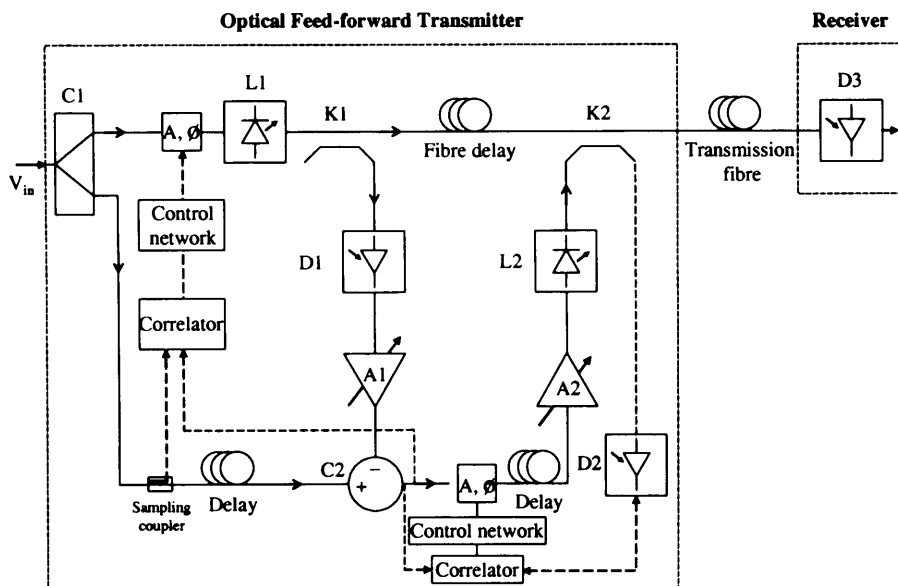 Optical Feed-forward Transmitter
Receiver
C1
L1
D3
A, Ø
K1
K2
V in
Fibre delay
Transmission
fibre
Control
network
D1
L2
Correlator
A1
A2
C2
−
+
D2
A, Ø
Sampling
coupler
Delay
Delay
Control network
Correlator